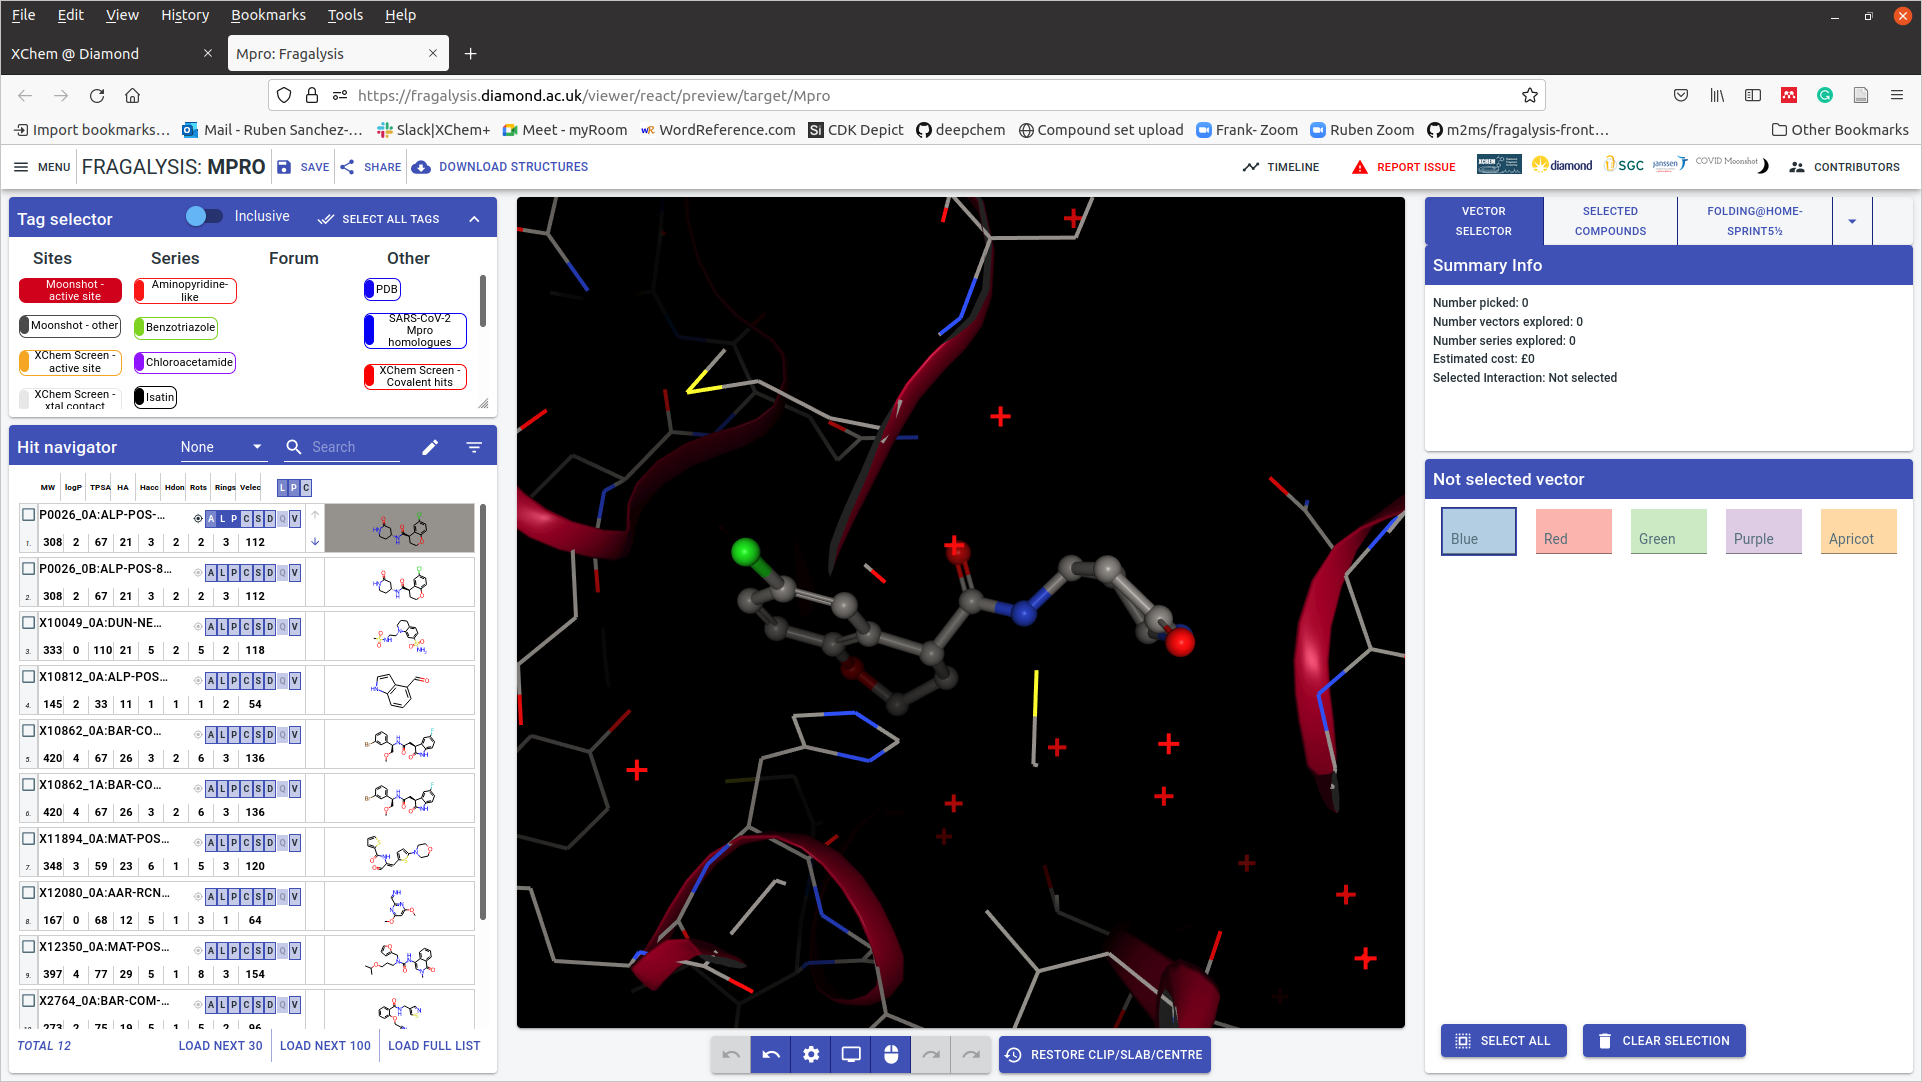 File Edit View History Bookmarks Tools Help
XChem @ Diamond
Mpro: Fragalysis
https://fragalysis.diamond.ac.uk/viewer/react/preview/target/Mpro
Import bookmarks… Mail - Ruben Sanchez-… Slack|XChem+ Meet - myRoom WordReference.com CDK Depict deepchem Compound set upload Frank- Zoom Ruben Zoom m2ms/fragalysis-front… Other Bookmarks
MENU FRAGALYSIS: MPRO SAVE SHARE DOWNLOAD STRUCTURES TIMELINE REPORT ISSUE XCHEM diamond SGC janssen COVID Moonshot CONTRIBUTORS
Tag selector Inclusive SELECT ALL TAGS
Sites Series Forum Other
Moonshot - active site
Moonshot - other
XChem Screen - active site
XChem Screen - xtal contact
Aminopyridine-like
Benzotriazole
Chloroacetamide
Isatin
PDB
SARS-CoV-2 Mpro homologues
XChem Screen - Covalent hits
Hit navigator None Search
MW logP TPSA HA Hacc Hdon Rots Rings Velec L P C
P0026_0A:ALP-POS-… A L P C S D Q V
1. 308 2 67 21 3 2 2 3 112
P0026_0B:ALP-POS-8… A L P C S D Q V
2. 308 2 67 21 3 2 2 3 112
X10049_0A:DUN-NE… A L P C S D Q V
3. 333 0 110 21 5 2 5 2 118
X10812_0A:ALP-POS… A L P C S D Q V
4. 145 2 33 11 1 1 1 2 54
X10862_0A:BAR-CO… A L P C S D Q V
5. 420 4 67 26 3 2 6 3 136
X10862_1A:BAR-CO… A L P C S D Q V
6. 420 4 67 26 3 2 6 3 136
X11894_0A:MAT-POS… A L P C S D Q V
7. 348 3 59 23 6 1 5 3 120
X12080_0A:AAR-RCN… A L P C S D Q V
8. 167 0 68 12 5 1 3 1 64
X12350_0A:MAT-POS… A L P C S D Q V
9. 397 4 77 29 5 1 8 3 154
X2764_0A:BAR-COM-… A L P C S D Q V
273 2 75 19 5 1 5 2 96
TOTAL 12 LOAD NEXT 30 LOAD NEXT 100 LOAD FULL LIST
RESTORE CLIP/SLAB/CENTRE
VECTOR SELECTOR
SELECTED COMPOUNDS
FOLDING@HOME-SPRINT5½
Summary Info
Number picked: 0
Number vectors explored: 0
Number series explored: 0
Estimated cost: £0
Selected Interaction: Not selected
Not selected vector
Blue Red Green Purple Apricot
SELECT ALL CLEAR SELECTION